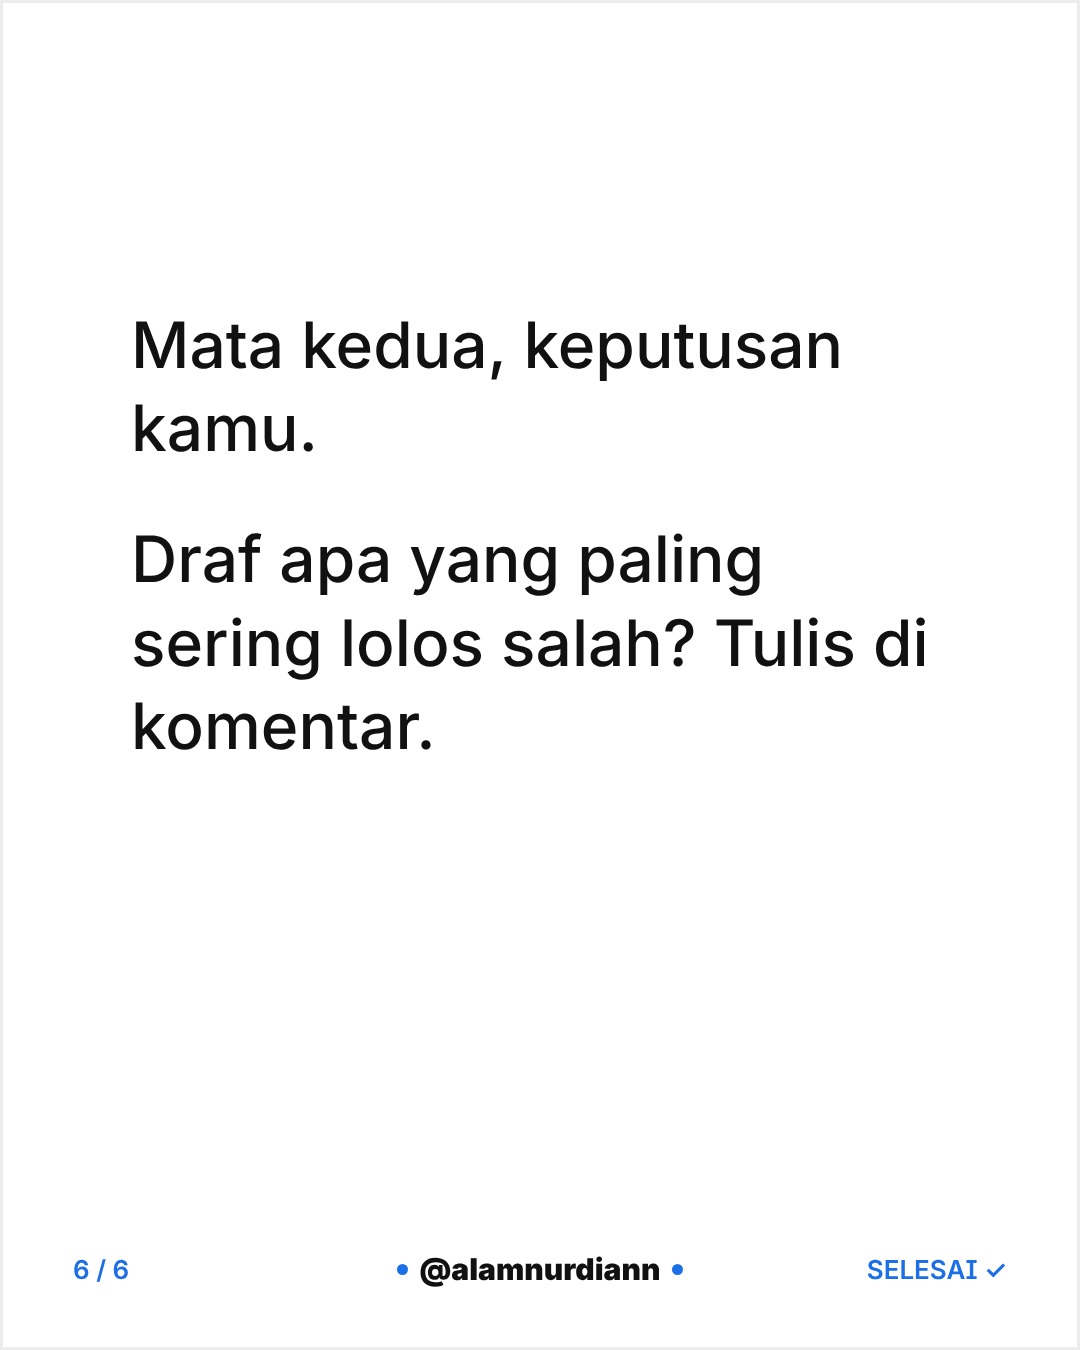 Mata kedua, keputusan
kamu.
Draf apa yang paling
sering lolos salah? Tulis di
komentar.
6 / 6
• @alamnurdiann •
SELESAI ✓